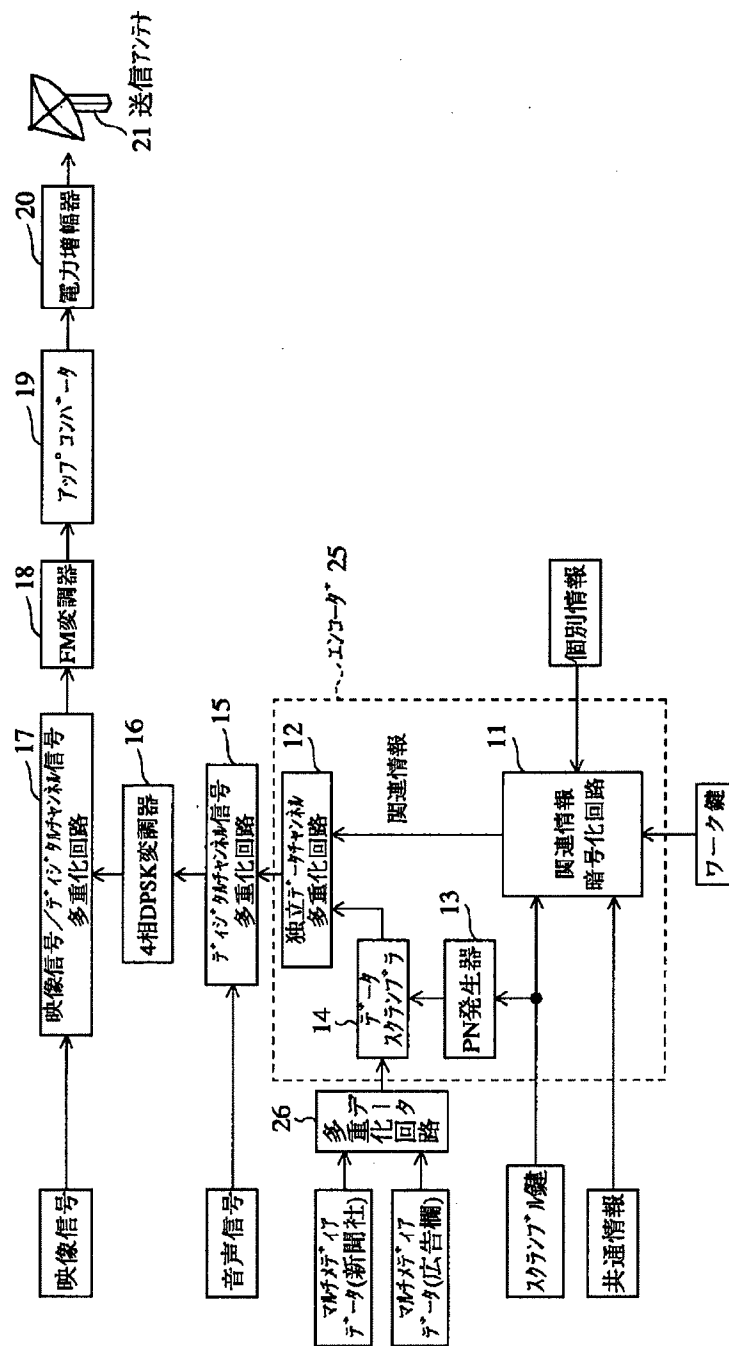 映像信号
17
映像信号／ディジタルチャンネル信号
多重化回路
18
FM変調器
19
アップコンバータ
20
電力増幅器
21 送信アンテナ
16
4相DPSK変調器
音声信号
15
ディジタルチャンネル信号
多重化回路
エンコーダ 25
12
独立データチャンネル
多重化回路
関連情報
マルチメディア
データ(新聞社)
マルチメディア
データ(広告欄)
26
多重データ
化回路
14
データ
スクランブラ
13
PN発生器
11
関連情報
暗号化回路
個別情報
スクランブル鍵
共通情報
ワーク鍵